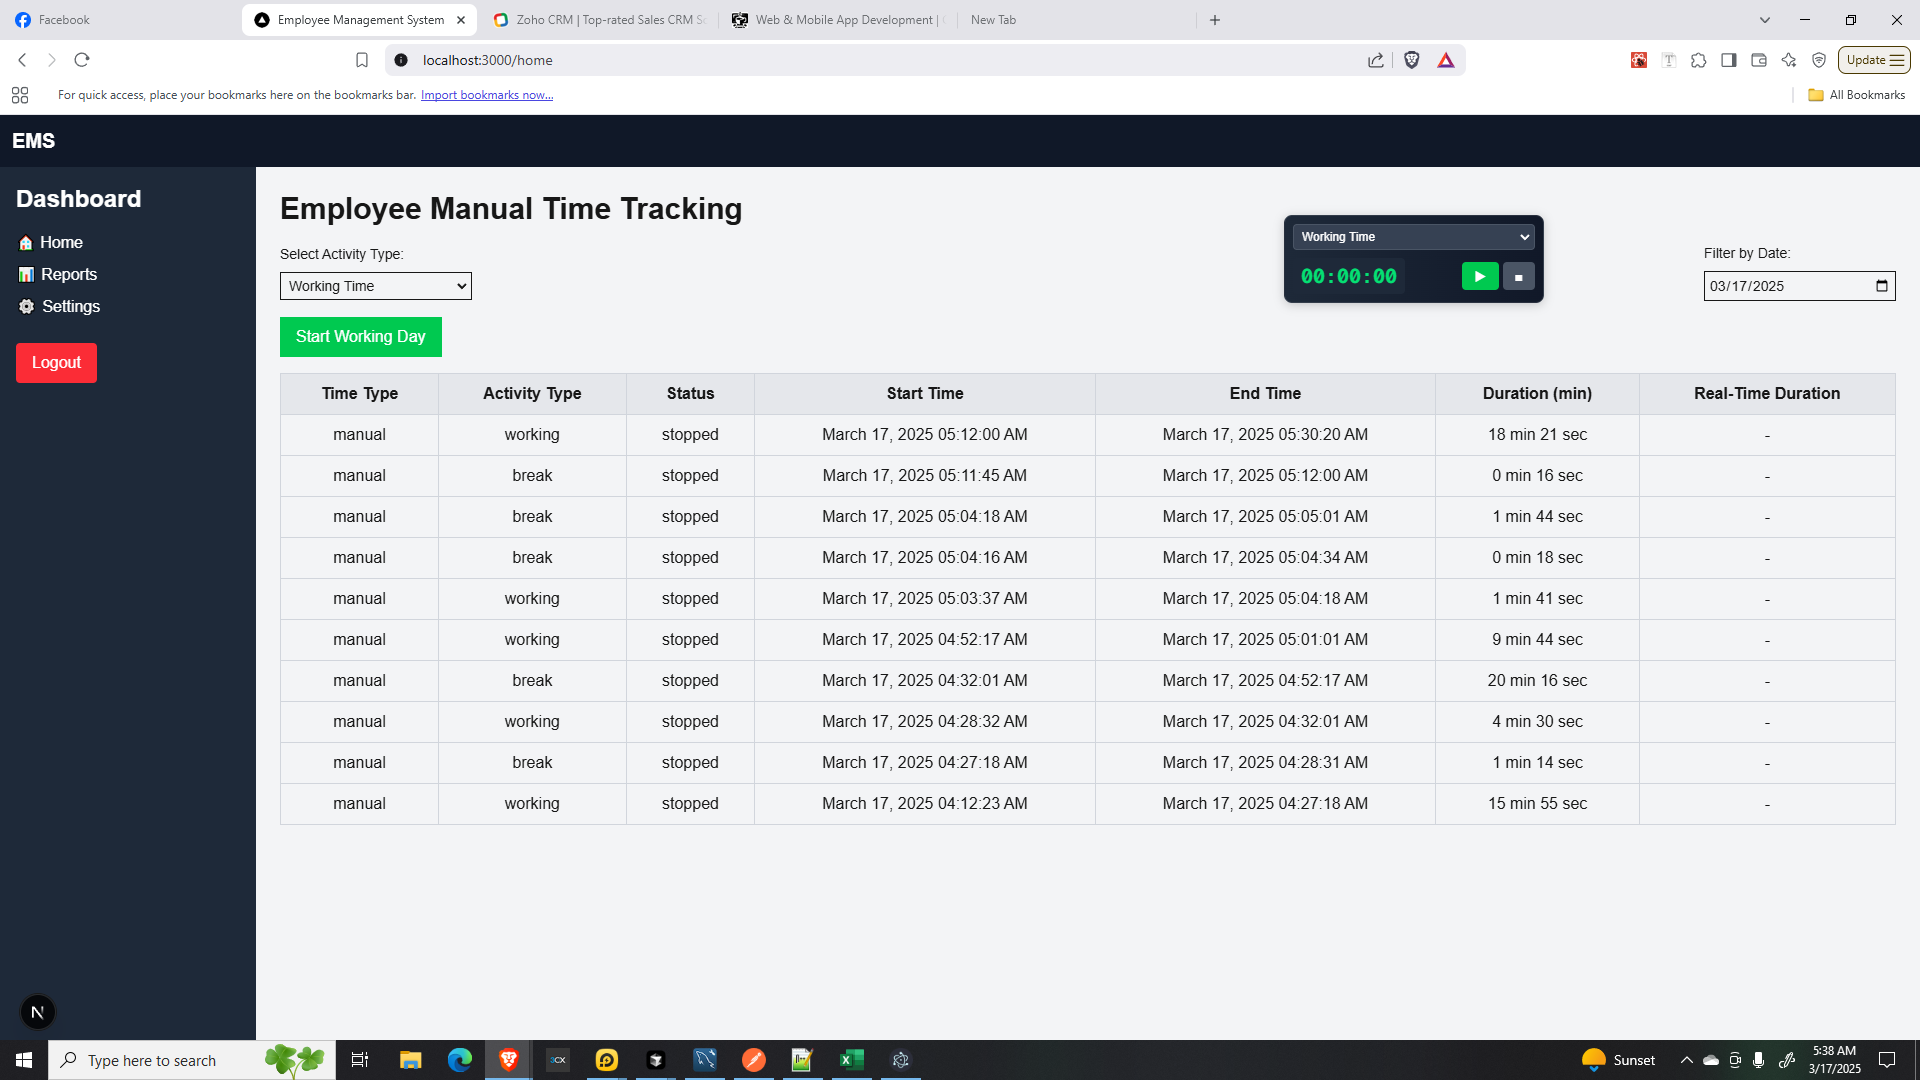 Facebook
Employee Management System
Zoho CRM | Top-rated Sales CRM S
Web & Mobile App Development |
New Tab
localhost:3000/home
Update
For quick access, place your bookmarks here on the bookmarks bar. Import bookmarks now...
All Bookmarks
EMS
Dashboard
Home
Reports
Settings
Logout
Employee Manual Time Tracking
Select Activity Type:
Working Time
Start Working Day
Working Time
00:00:00
Filter by Date:
03/17/2025
Time Type Activity Type Status Start Time End Time Duration (min) Real-Time Duration
manual working stopped March 17, 2025 05:12:00 AM March 17, 2025 05:30:20 AM 18 min 21 sec -
manual break stopped March 17, 2025 05:11:45 AM March 17, 2025 05:12:00 AM 0 min 16 sec -
manual break stopped March 17, 2025 05:04:18 AM March 17, 2025 05:05:01 AM 1 min 44 sec -
manual break stopped March 17, 2025 05:04:16 AM March 17, 2025 05:04:34 AM 0 min 18 sec -
manual working stopped March 17, 2025 05:03:37 AM March 17, 2025 05:04:18 AM 1 min 41 sec -
manual working stopped March 17, 2025 04:52:17 AM March 17, 2025 05:01:01 AM 9 min 44 sec -
manual break stopped March 17, 2025 04:32:01 AM March 17, 2025 04:52:17 AM 20 min 16 sec -
manual working stopped March 17, 2025 04:28:32 AM March 17, 2025 04:32:01 AM 4 min 30 sec -
manual break stopped March 17, 2025 04:27:18 AM March 17, 2025 04:28:31 AM 1 min 14 sec -
manual working stopped March 17, 2025 04:12:23 AM March 17, 2025 04:27:18 AM 15 min 55 sec -
N
Type here to search
Sunset
5:38 AM
3/17/2025